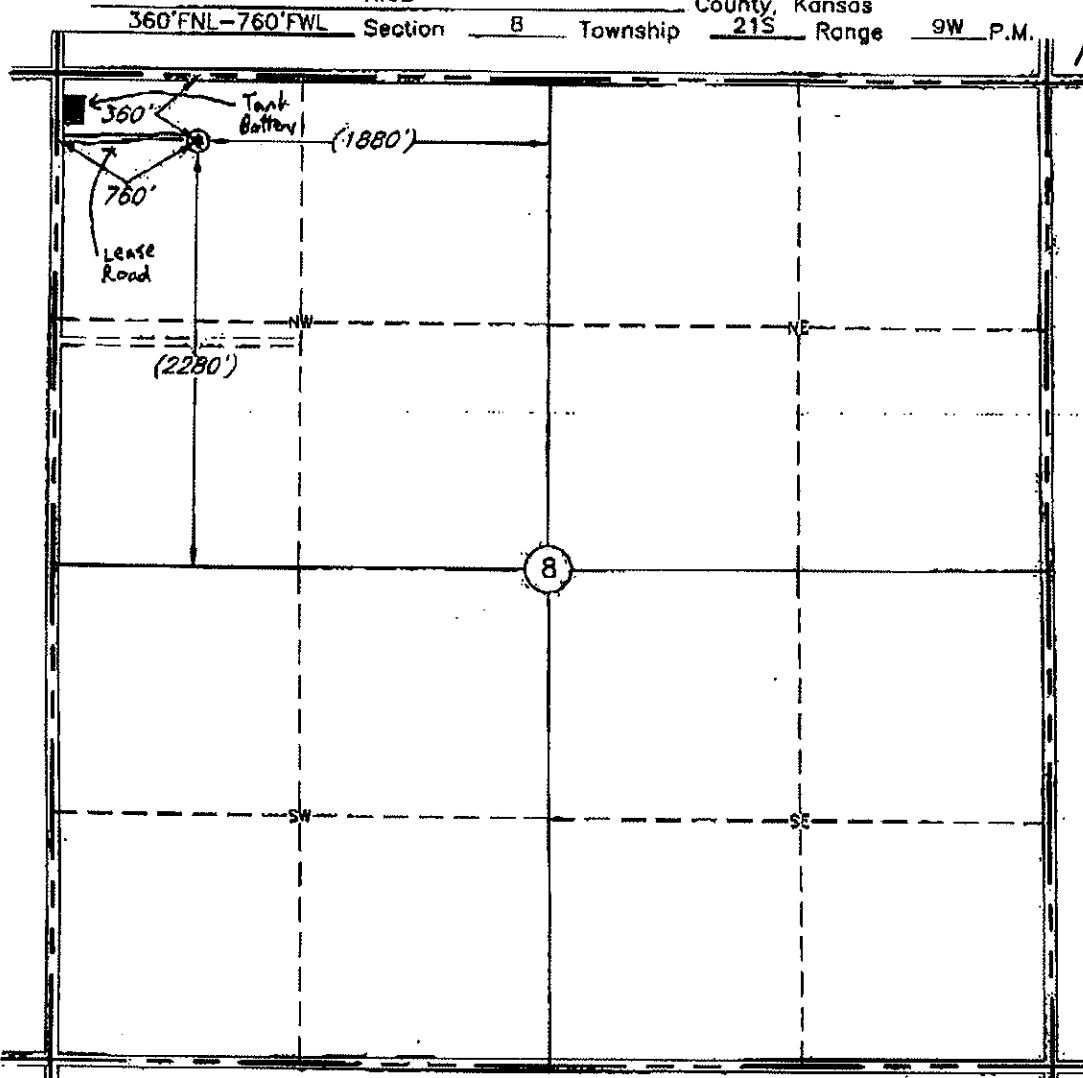 County, Kansas
360'FNL-760'FWL Section 8 Township 21S Range 9W P.M.
Tank
Battery
360'
(1880')
760'
Lease
Road
NW
NE
(2280')
8
SW
SE